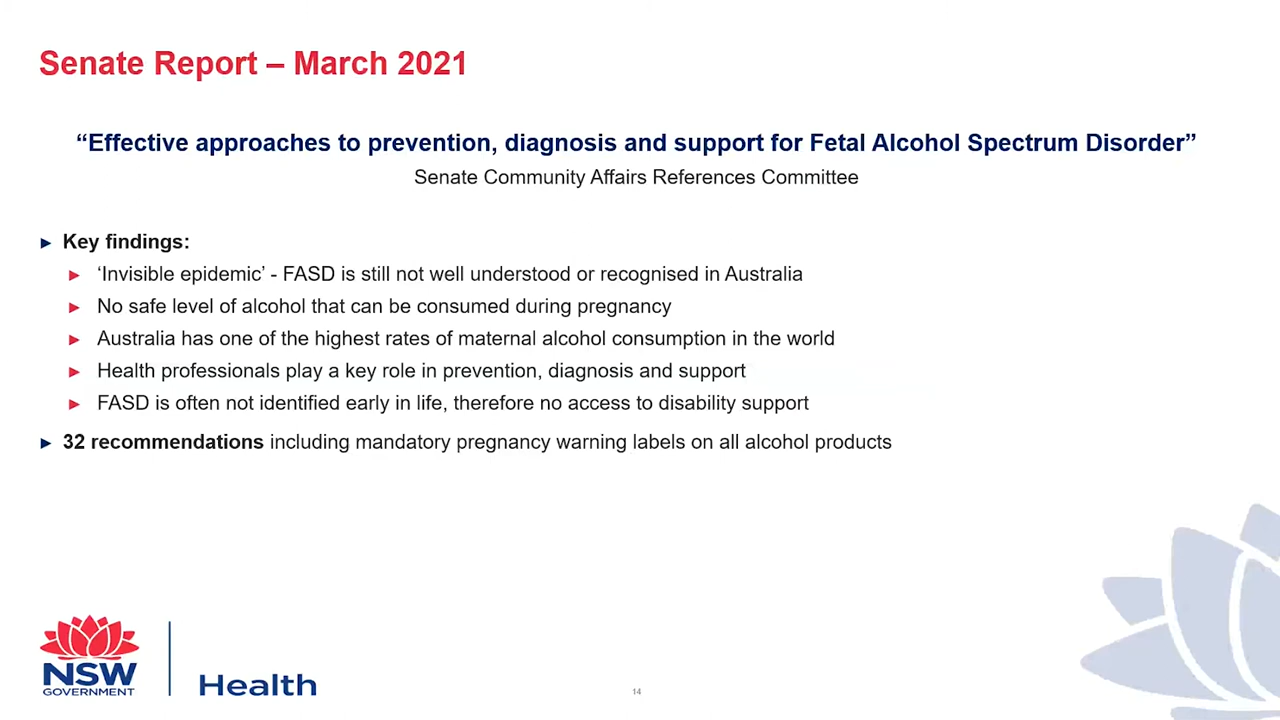 Senate Report – March 2021
“Effective approaches to prevention, diagnosis and support for Fetal Alcohol Spectrum Disorder”
Senate Community Affairs References Committee
► Key findings:
► ‘Invisible epidemic’ - FASD is still not well understood or recognised in Australia
► No safe level of alcohol that can be consumed during pregnancy
► Australia has one of the highest rates of maternal alcohol consumption in the world
► Health professionals play a key role in prevention, diagnosis and support
► FASD is often not identified early in life, therefore no access to disability support
► 32 recommendations including mandatory pregnancy warning labels on all alcohol products
NSW
GOVERNMENT
Health
14